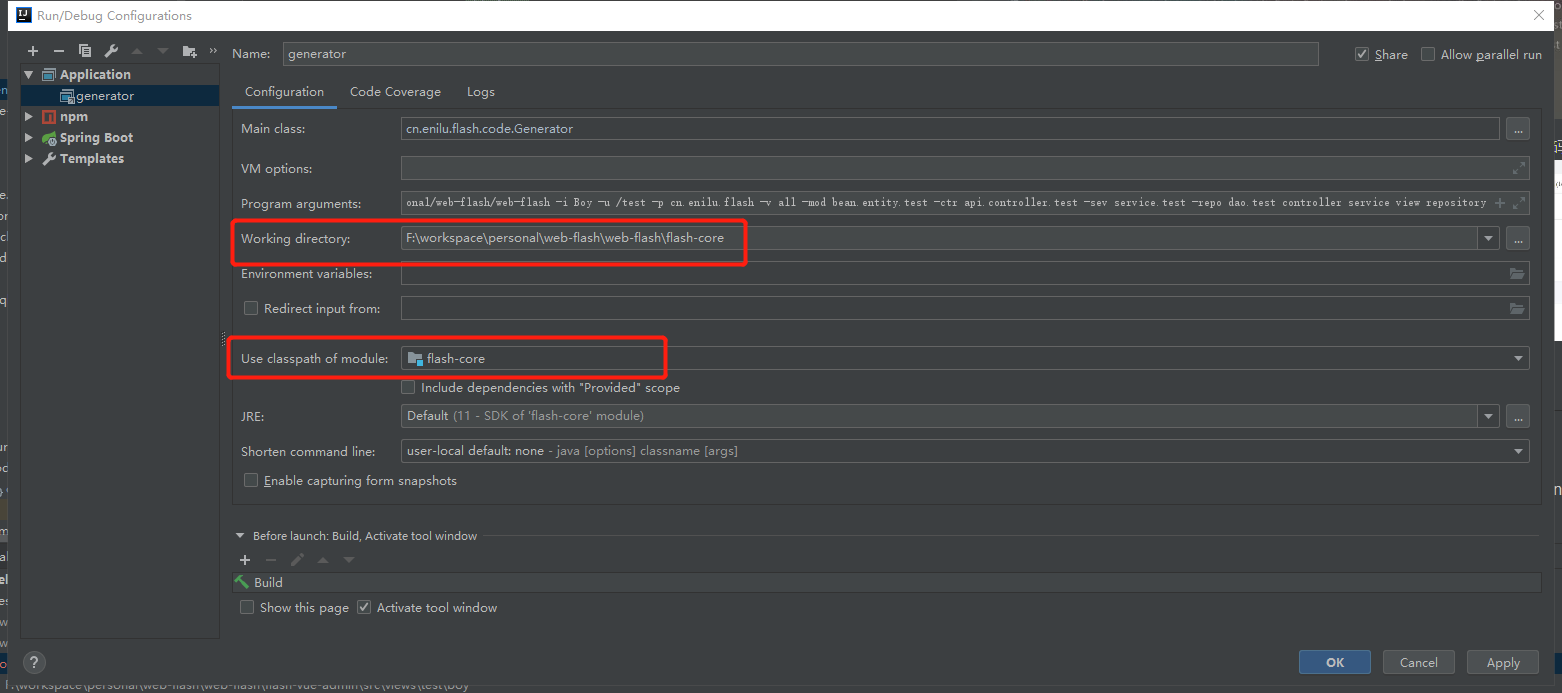 Run/Debug Configurations
Name: generator
Share
Allow parallel run
Application
generator
npm
Spring Boot
Templates
Configuration Code Coverage Logs
Main class: cn.enilu.flash.code.Generator ...
VM options:
Program arguments: onal/web-flash/web-flash -i Boy -u /test -p cn.enilu.flash -v all -mod bean.entity.test -ctr api.controller.test -sev service.test -repo dao.test controller service view repository
Working directory: F:\workspace\personal\web-flash\web-flash\flash-core ...
Environment variables:
Redirect input from:
Use classpath of module: flash-core
Include dependencies with "Provided" scope
JRE: Default (11 - SDK of 'flash-core' module) ...
Shorten command line: user-local default: none - java [options] classname [args]
Enable capturing form snapshots
Before launch: Build, Activate tool window
Build
Show this page Activate tool window
? OK Cancel Apply
F:\workspace\personal\web-flash\web-flash\flash-vue-admin\src\views\test\boy